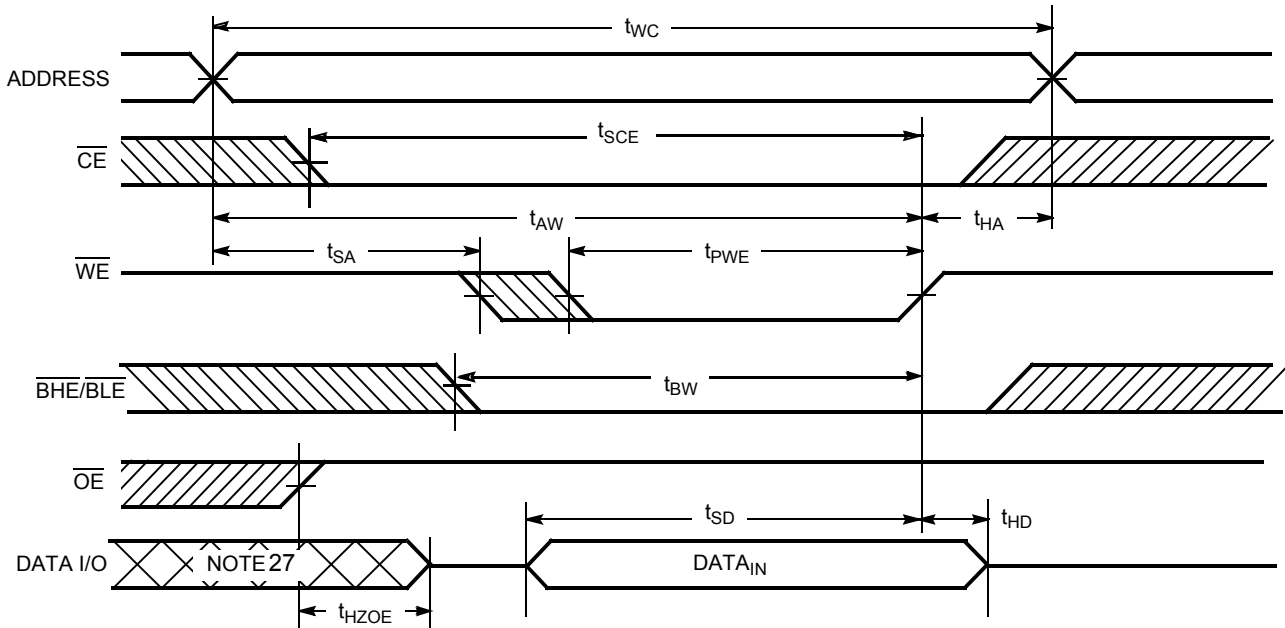 tWC
ADDRESS
tSCE
CE
tAW
tHA
tSA
tPWE
WE
tBW
BHE/BLE
OE
tSD
tHD
DATA I/O
NOTE 27
DATAIN
tHZOE